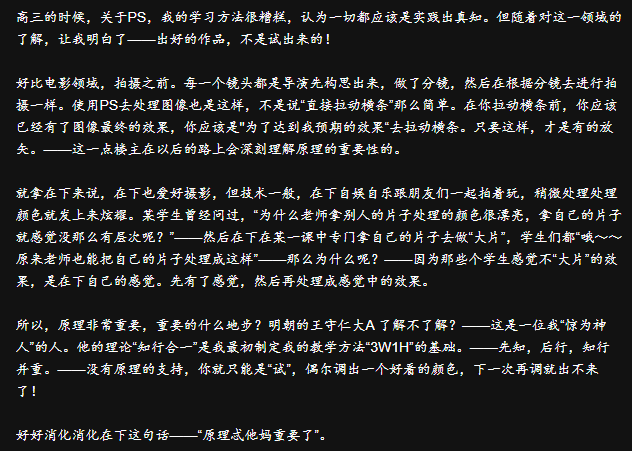 高三的时候，关于PS，我的学习方法很糟糕，认为一切都应该是实践出真知。但随着对这一领域的
了解，让我明白了——出好的作品，不是试出来的！
好比电影领域，拍摄之前。每一个镜头都是导演先构思出来，做了分镜，然后在根据分镜去进行拍
摄一样。使用PS去处理图像也是这样，不是说“直接拉动横条”那么简单。在你拉动横条前，你应该
已经有了图像最终的效果，你应该是"为了达到我预期的效果“去拉动横条。只要这样，才是有的放
矢。——这一点楼主在以后的路上会深刻理解原理的重要性的。
就拿在下来说，在下也爱好摄影，但技术一般，在下自娱自乐跟朋友们一起拍着玩，稍微处理处理
颜色就发上来炫耀。某学生曾经问过，“为什么老师拿别人的片子处理的颜色很漂亮，拿自己的片子
就感觉没那么有层次呢？”——然后在下在某一课中专门拿自己的片子去做“大片”，学生们都“哦～～
原来老师也能把自己的片子处理成这样”——那么为什么呢？——因为那些个学生感觉不“大片”的效
果，是在下自己的感觉。先有了感觉，然后再处理成感觉中的效果。
所以，原理非常重要，重要的什么地步？明朝的王守仁大A 了解不了解？——这是一位我“惊为神
人”的人。他的理论“知行合一”是我最初制定我的教学方法“3W1H”的基础。——先知，后行，知行
并重。——没有原理的支持，你就只能是“试”，偶尔调出一个好看的颜色，下一次再调就出不来
了！
好好消化消化在下这句话——“原理忒他妈重要了”。